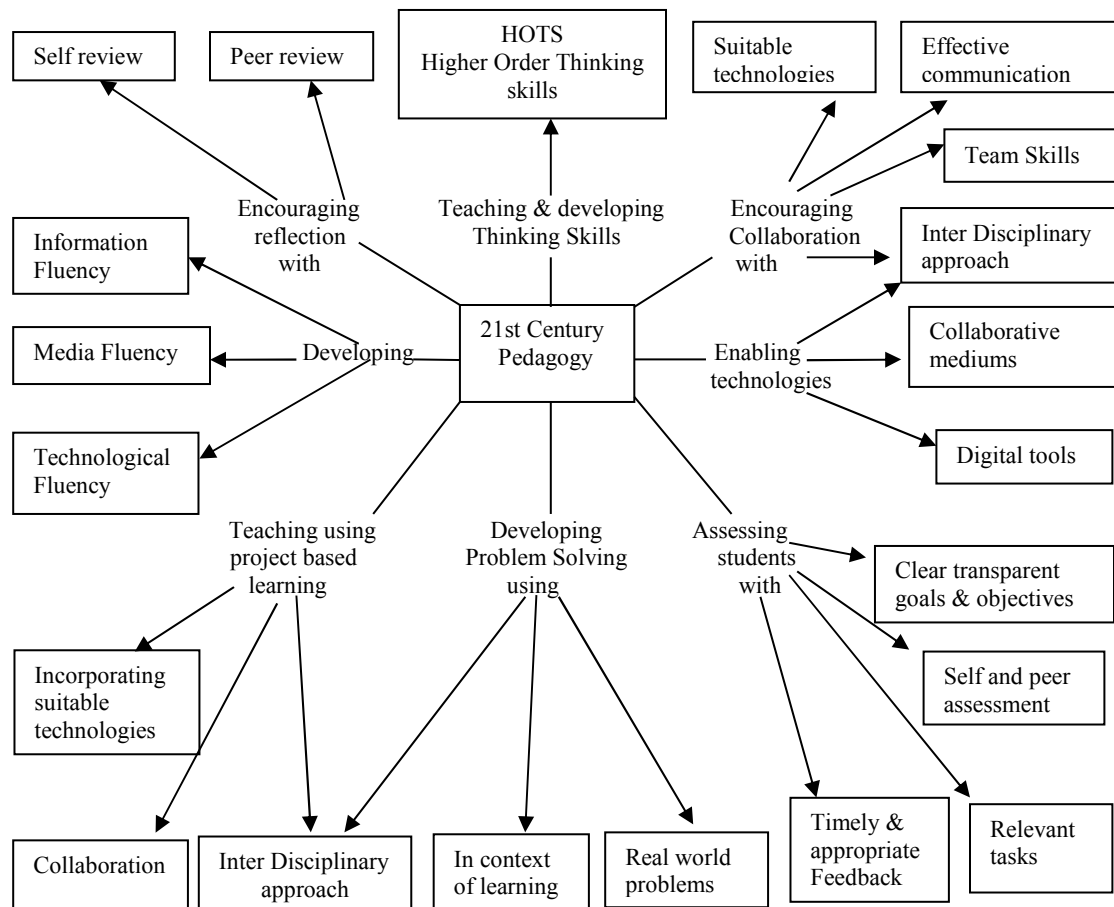 Self review
Peer review
HOTS
Higher Order Thinking
skills
Suitable
technologies
Effective
communication
Team Skills
Encouraging
reflection
with
Teaching & developing
Thinking Skills
Encouraging
Collaboration
with
Information
Fluency
Inter Disciplinary
approach
Media Fluency
Developing
21st Century
Pedagogy
Enabling
technologies
Collaborative
mediums
Technological
Fluency
Digital tools
Teaching using
project based
learning
Developing
Problem Solving
using
Assessing
students
with
Clear transparent
goals & objectives
Incorporating
suitable
technologies
Self and peer
assessment
Collaboration
Inter Disciplinary
approach
In context
of learning
Real world
problems
Timely &
appropriate
Feedback
Relevant
tasks